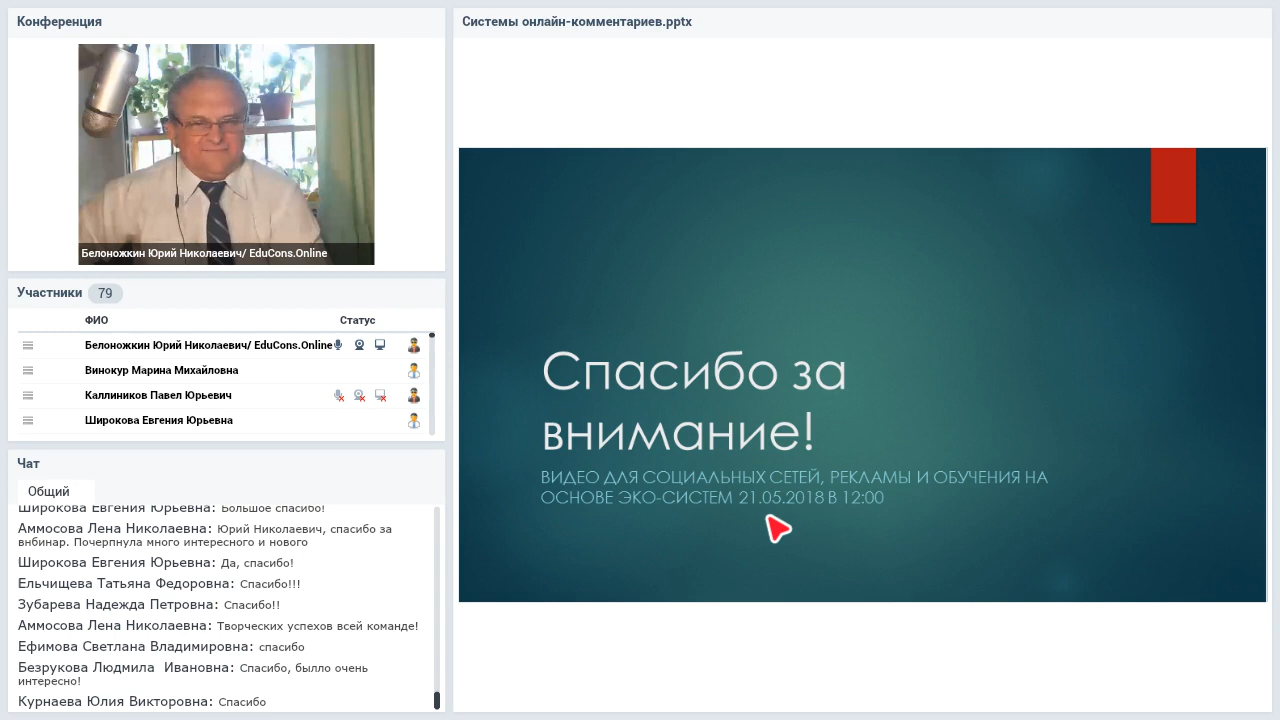 Конференция
Белоножкин Юрий Николаевич/ EduCons.Online
Участники 79
ФИО Статус
Белоножкин Юрий Николаевич/ EduCons.Online
Винокур Марина Михайловна
Каллиников Павел Юрьевич
Широкова Евгения Юрьевна
Чат
Общий
Широкова Евгения Юрьевна: Большое спасибо!
Аммосова Лена Николаевна: Юрий Николаевич, спасибо за
внбинар. Почерпнула много интересного и нового
Широкова Евгения Юрьевна: Да, спасибо!
Ельчищева Татьяна Федоровна: Спасибо!!!
Зубарева Надежда Петровна: Спасибо!!
Аммосова Лена Николаевна: Творческих успехов всей команде!
Ефимова Светлана Владимировна: спасибо
Безрукова Людмила  Ивановна: Спасибо, былло очень
интересно!
Курнаева Юлия Викторовна: Спасибо
Системы онлайн-комментариев.pptx
Спасибо за
внимание!
ВИДЕО ДЛЯ СОЦИАЛЬНЫХ СЕТЕЙ, РЕКЛАМЫ И ОБУЧЕНИЯ НА
ОСНОВЕ ЭКО-СИСТЕМ 21.05.2018 В 12:00